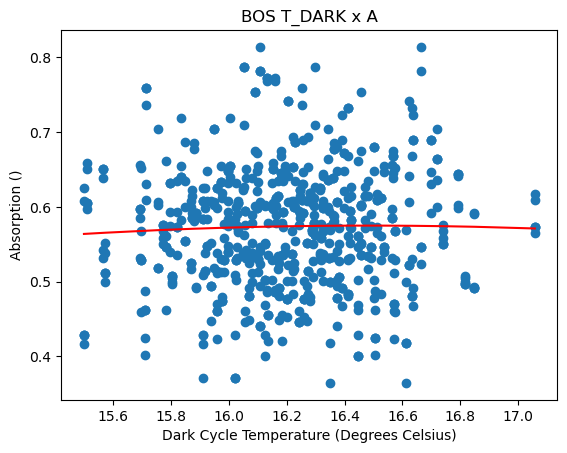 BOS T_DARK x A
0.8
0.7
0.6
0.5
0.4
Absorption ()
15.6 15.8 16.0 16.2 16.4 16.6 16.8 17.0
Dark Cycle Temperature (Degrees Celsius)